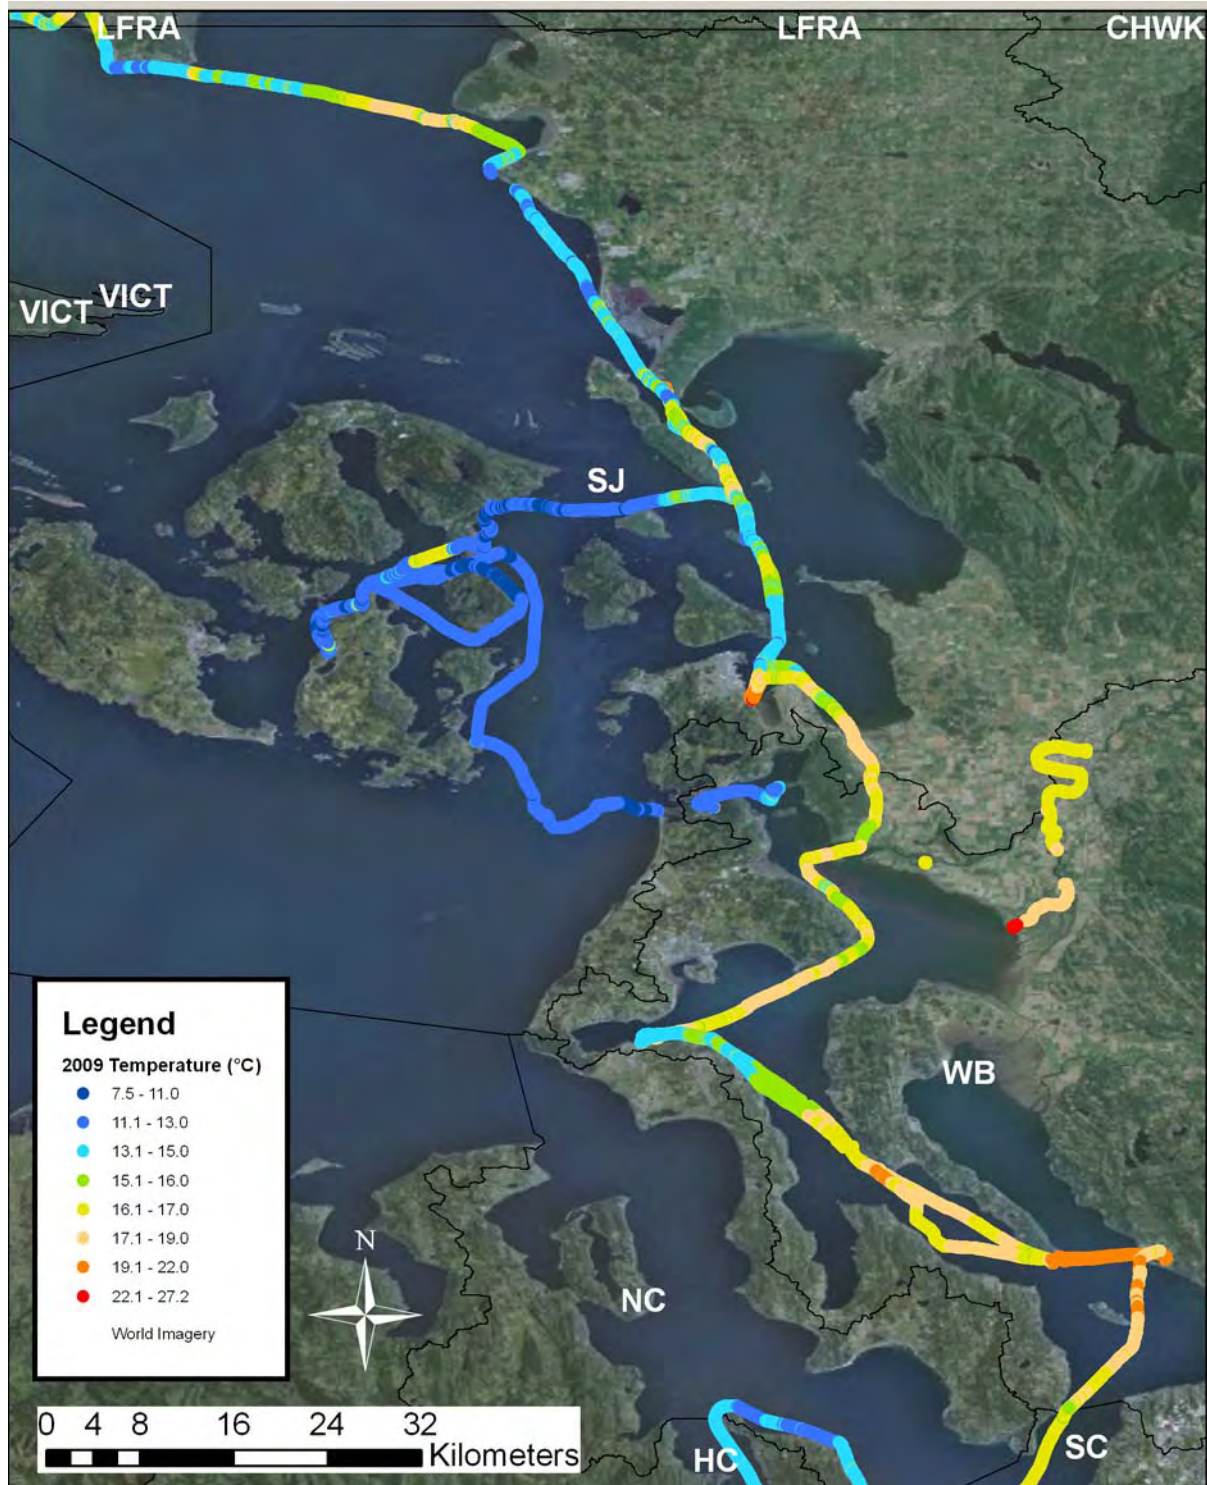 LFRA LFRA CHWK
VICT VICT
SJ
Legend
2009 Temperature (°C)
7.5 - 11.0
11.1 - 13.0
13.1 - 15.0
15.1 - 16.0
16.1 - 17.0
17.1 - 19.0
19.1 - 22.0
22.1 - 27.2
World Imagery
WB
N
NC
0 4 8 16 24 32
Kilometers
HC
SC